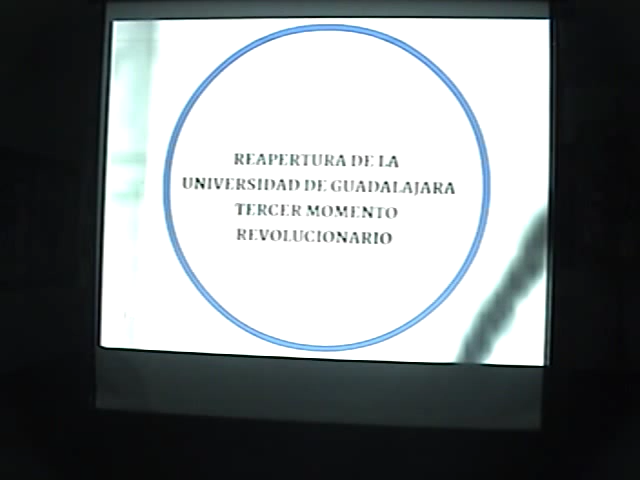 REAPERTURA DE LA
UNIVERSIDAD DE GUADALAJARA
TERCER MOMENTO
REVOLUCIONARIO